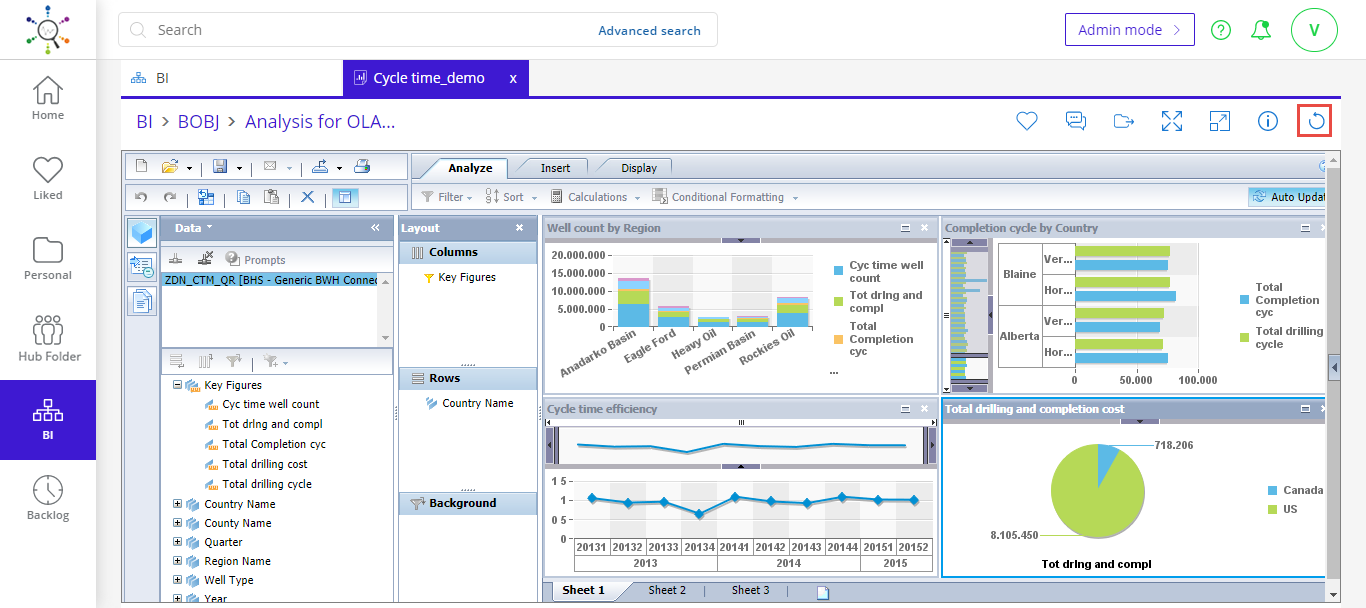 Search
Advanced search
Admin mode
V
Home
Liked
Personal
Hub Folder
BI
Backlog
BI
Cycle time_demo x
BI > BOBJ > Analysis for OLA...
Analyze
Insert
Display
Filter
Sort
Calculations
Conditional Formatting
Auto Updat
Data
Prompts
ZDN_CTM_QR [BHS - Generic BWH Connec
Key Figures
Cyc time well count
Tot drlng and compl
Total Completion cyc
Total drilling cost
Total drilling cycle
Country Name
County Name
Quarter
Region Name
Well Type
Year
Layout
Columns
Key Figures
Rows
Country Name
Background
Well count by Region
20.000.000
15.000.000
10.000.000
5.000.000
0
Anadarko Basin
Eagle Ford
Heavy Oil
Permian Basin
Rockies Oil
Cyc time well
count
Tot drlng and
compl
Total
Completion
cyc
...
Completion cycle by Country
Blaine
Ver...
Hor...
Alberta
Ver...
Hor...
0
50.000
100.000
Total
Completion
cyc
Total drilling
cycle
Cycle time efficiency
1 5
1
0 5
0
20131 20132 20133 20134 20141 20142 20143 20144 20151 20152
2013 2014 2015
Total drilling and completion cost
718.206
8.105.450
Canada
US
Tot drlng and compl
Sheet 1
Sheet 2
Sheet 3